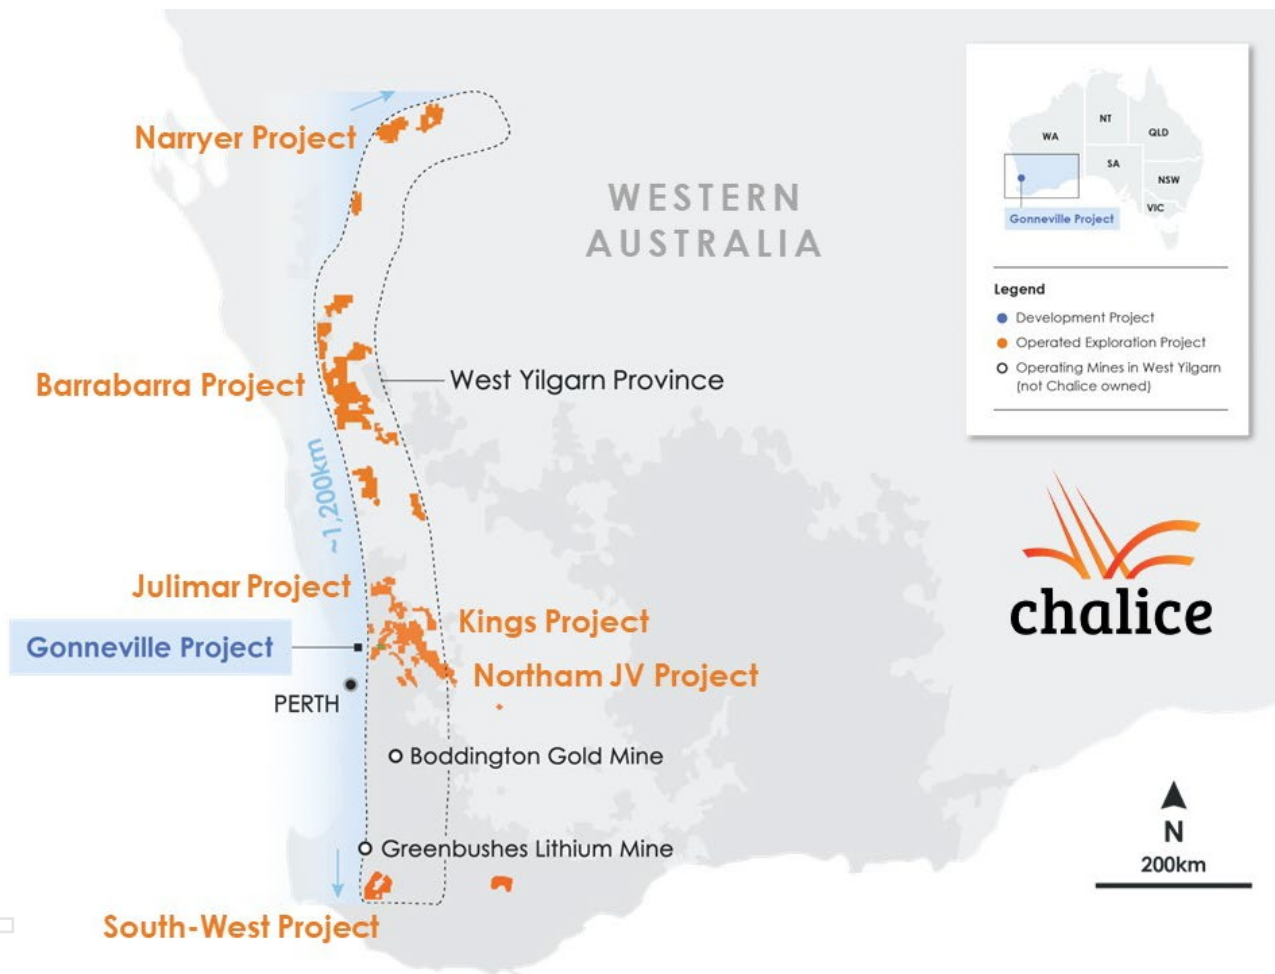 Narryer Project
WESTERN
AUSTRALIA
WA
NT
QLD
SA
NSW
VIC
Gonneville Project
Legend
Development Project
Operated Exploration Project
Operating Mines in West Yilgarn
(not Chalice owned)
Barrabarra Project
West Yilgarn Province
~1,200km
chalice
Julimar Project
Kings Project
Gonneville Project
Northam JV Project
PERTH
Boddington Gold Mine
Greenbushes Lithium Mine
N
200km
South-West Project